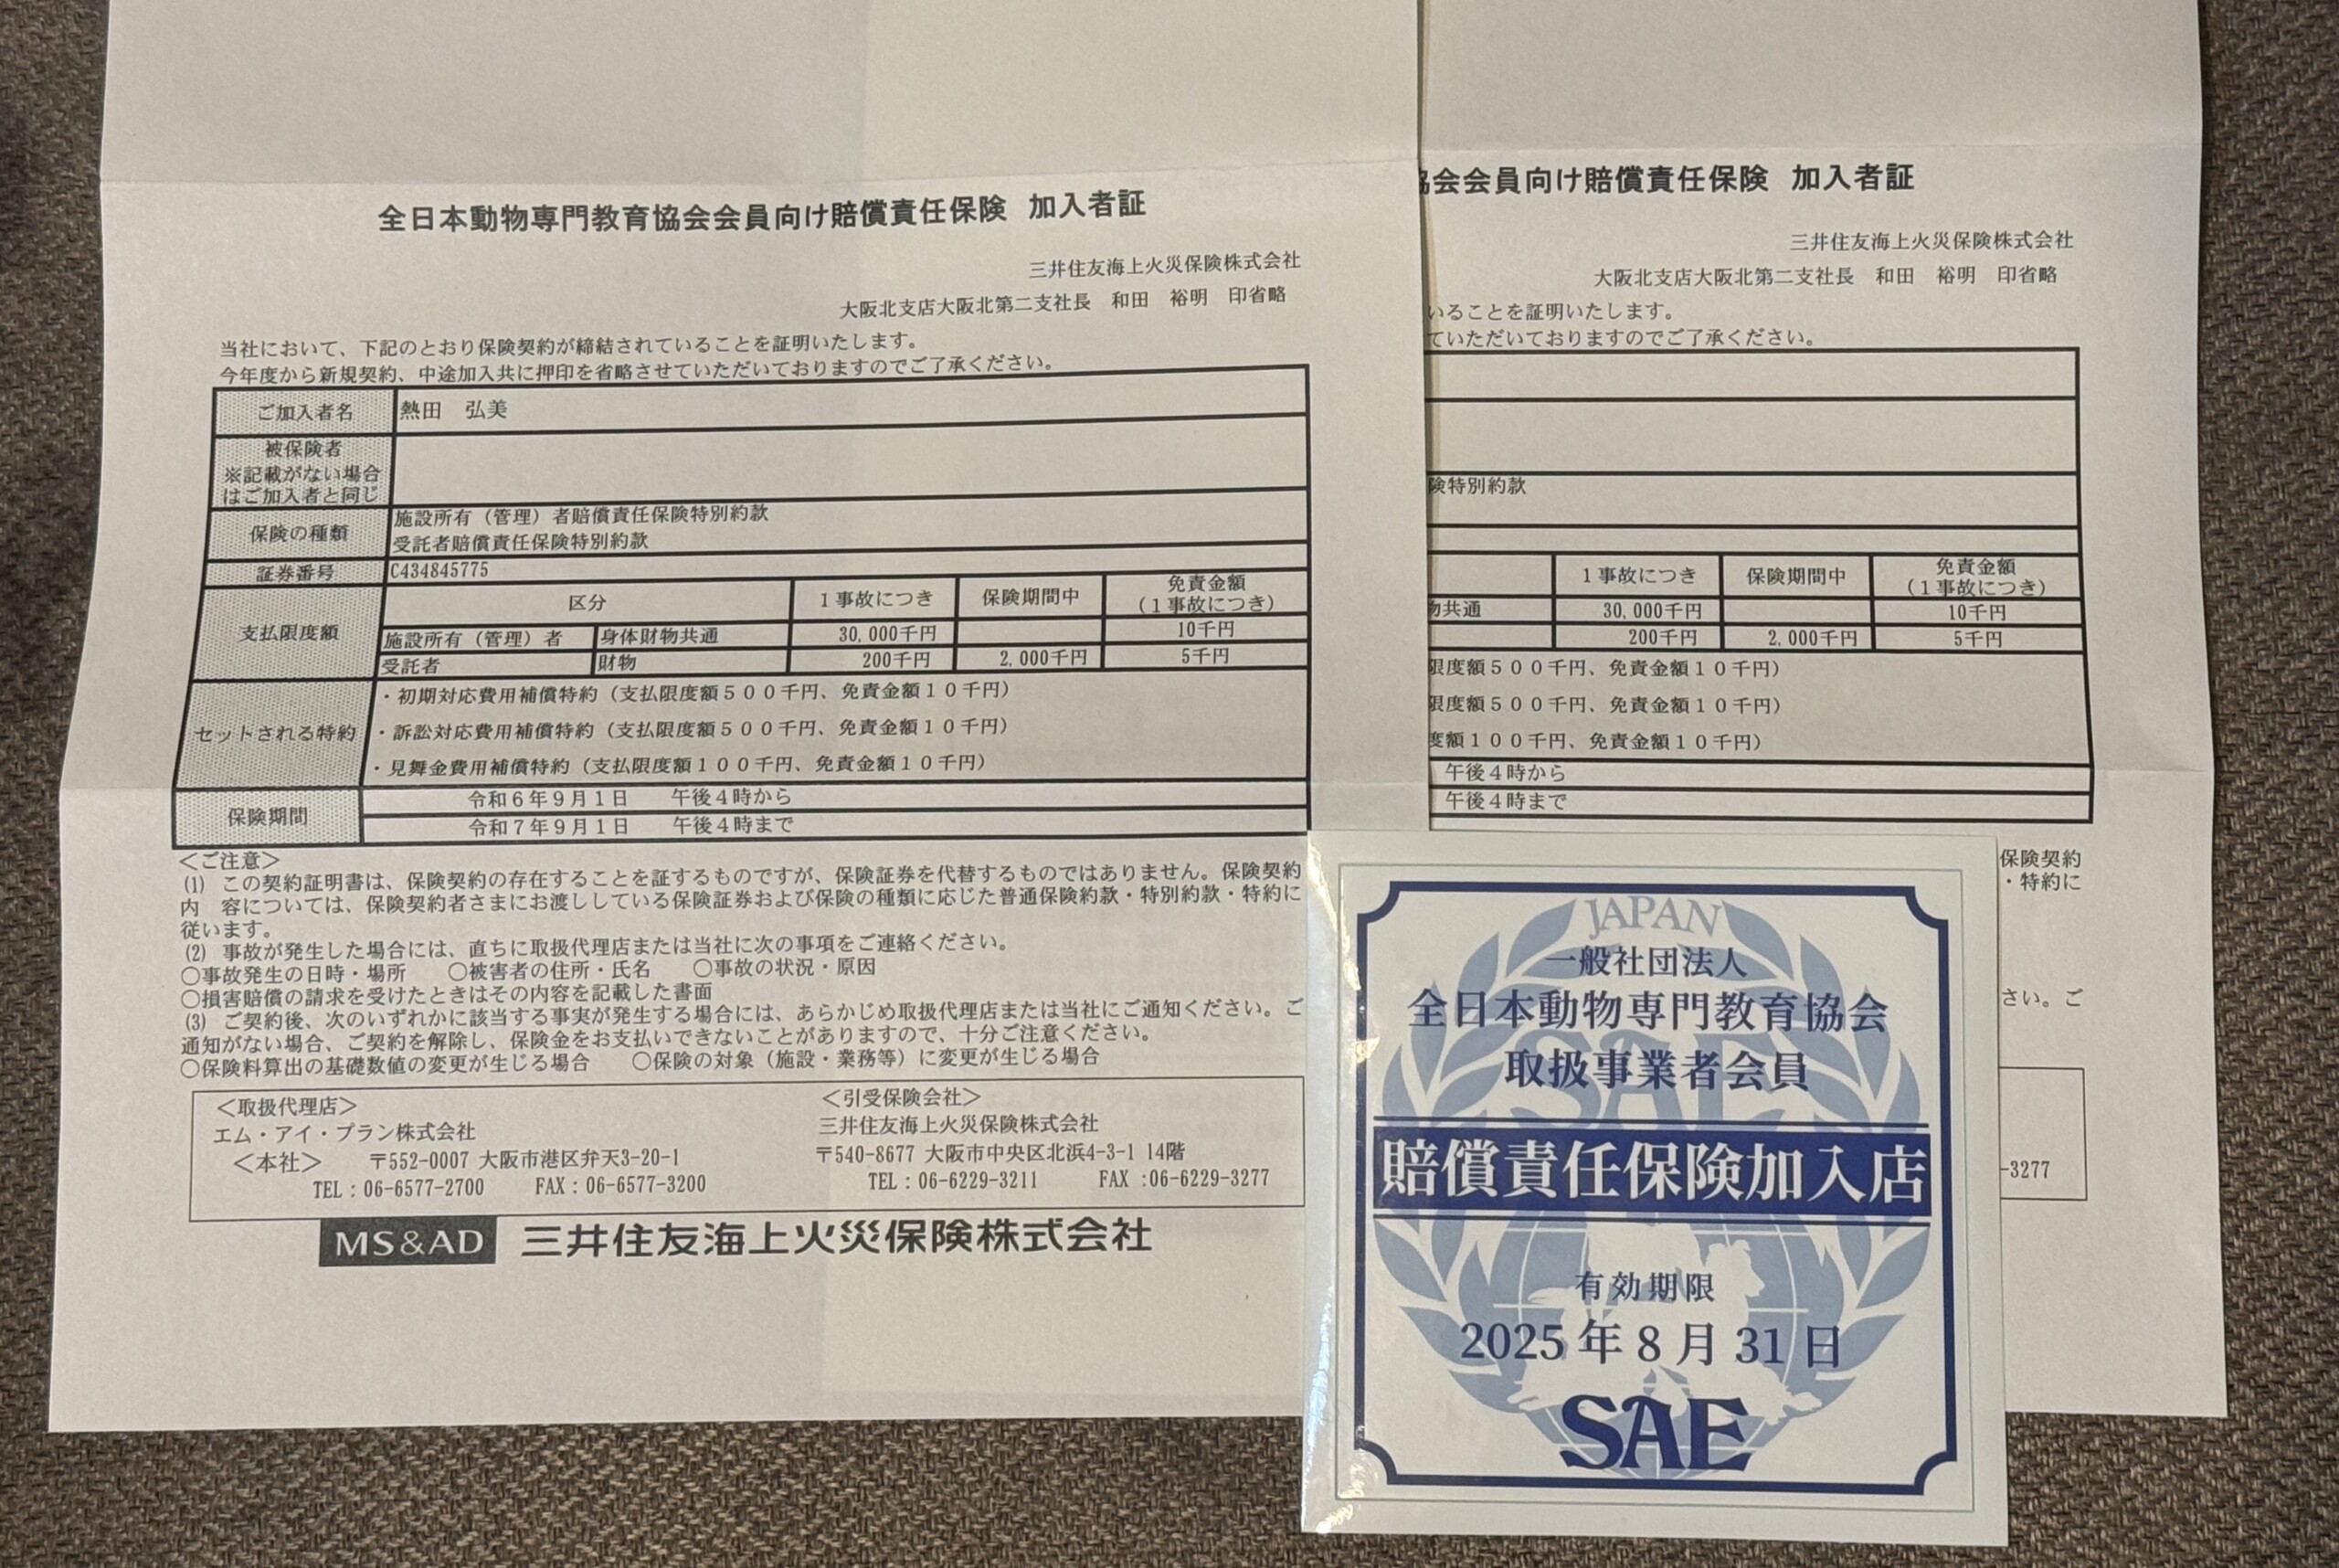 全日本動物専門教育協会会員向け賠償責任保険 加入者証
三井住友海上火災保険株式会社
大阪北支店大阪北第二支社長 和田 裕明 印省略
当社において、下記のとおり保険契約が締結されていることを証明いたします。
今年度から新規契約、中途加入共に押印を省略させていただいておりますのでご了承ください。
ご加入者名 熱田 弘美
被保険者
※記載がない場合
はご加入者と同じ
保険の種類
施設所有（管理）者賠償責任保険特別約款
受託者賠償責任保険特別約款
証券番号 C434845775
支払限度額
区分 1事故につき 保険期間中 免責金額
（1事故につき）
施設所有（管理）者 身体財物共通 30,000千円 10千円
受託者 財物 200千円 2,000千円 5千円
セットされる特約
・初期対応費用補償特約（支払限度額５００千円、免責金額１０千円）
・訴訟対応費用補償特約（支払限度額５００千円、免責金額１０千円）
・見舞金費用補償特約（支払限度額１００千円、免責金額１０千円）
保険期間
令和６年９月１日 午後４時から
令和７年９月１日 午後４時まで
＜ご注意＞
(1) この契約証明書は、保険契約の存在することを証するものですが、保険証券を代替するものではありません。保険契約
内 容については、保険契約者さまにお渡ししている保険証券および保険の種類に応じた普通保険約款・特別約款・特約に
従います。
(2) 事故が発生した場合には、直ちに取扱代理店または当社に次の事項をご連絡ください。
○事故発生の日時・場所 ○被害者の住所・氏名 ○事故の状況・原因
○損害賠償の請求を受けたときはその内容を記載した書面
(3) ご契約後、次のいずれかに該当する事実が発生する場合には、あらかじめ取扱代理店または当社にご通知ください。ご
通知がない場合、ご契約を解除し、保険金をお支払いできないことがありますので、十分ご注意ください。
○保険料算出の基礎数値の変更が生じる場合 ○保険の対象（施設・業務等）に変更が生じる場合
＜取扱代理店＞
エム・アイ・プラン株式会社
＜本社＞ 〒552-0007 大阪市港区弁天3-20-1
TEL：06-6577-2700 FAX：06-6577-3200
＜引受保険会社＞
三井住友海上火災保険株式会社
〒540-8677 大阪市中央区北浜4-3-1 14階
TEL：06-6229-3211 FAX：06-6229-3277
MS&AD 三井住友海上火災保険株式会社
会会員向け賠償責任保険 加入者証
三井住友海上火災保険株式会社
大阪北支店大阪北第二支社長 和田 裕明 印省略
いることを証明いたします。
ていただいておりますのでご了承ください。
険特別約款
1事故につき 保険期間中 免責金額
（1事故につき）
物共通 30,000千円 10千円
200千円 2,000千円 5千円
限度額５００千円、免責金額１０千円）
限度額５００千円、免責金額１０千円）
度額１００千円、免責金額１０千円）
午後４時から
午後４時まで
保険契約
・特約に
さい。ご
-3277
JAPAN
一般社団法人
全日本動物専門教育協会
取扱事業者会員
SAE
賠償責任保険加入店
有効期限
2025年8月31日
SAE